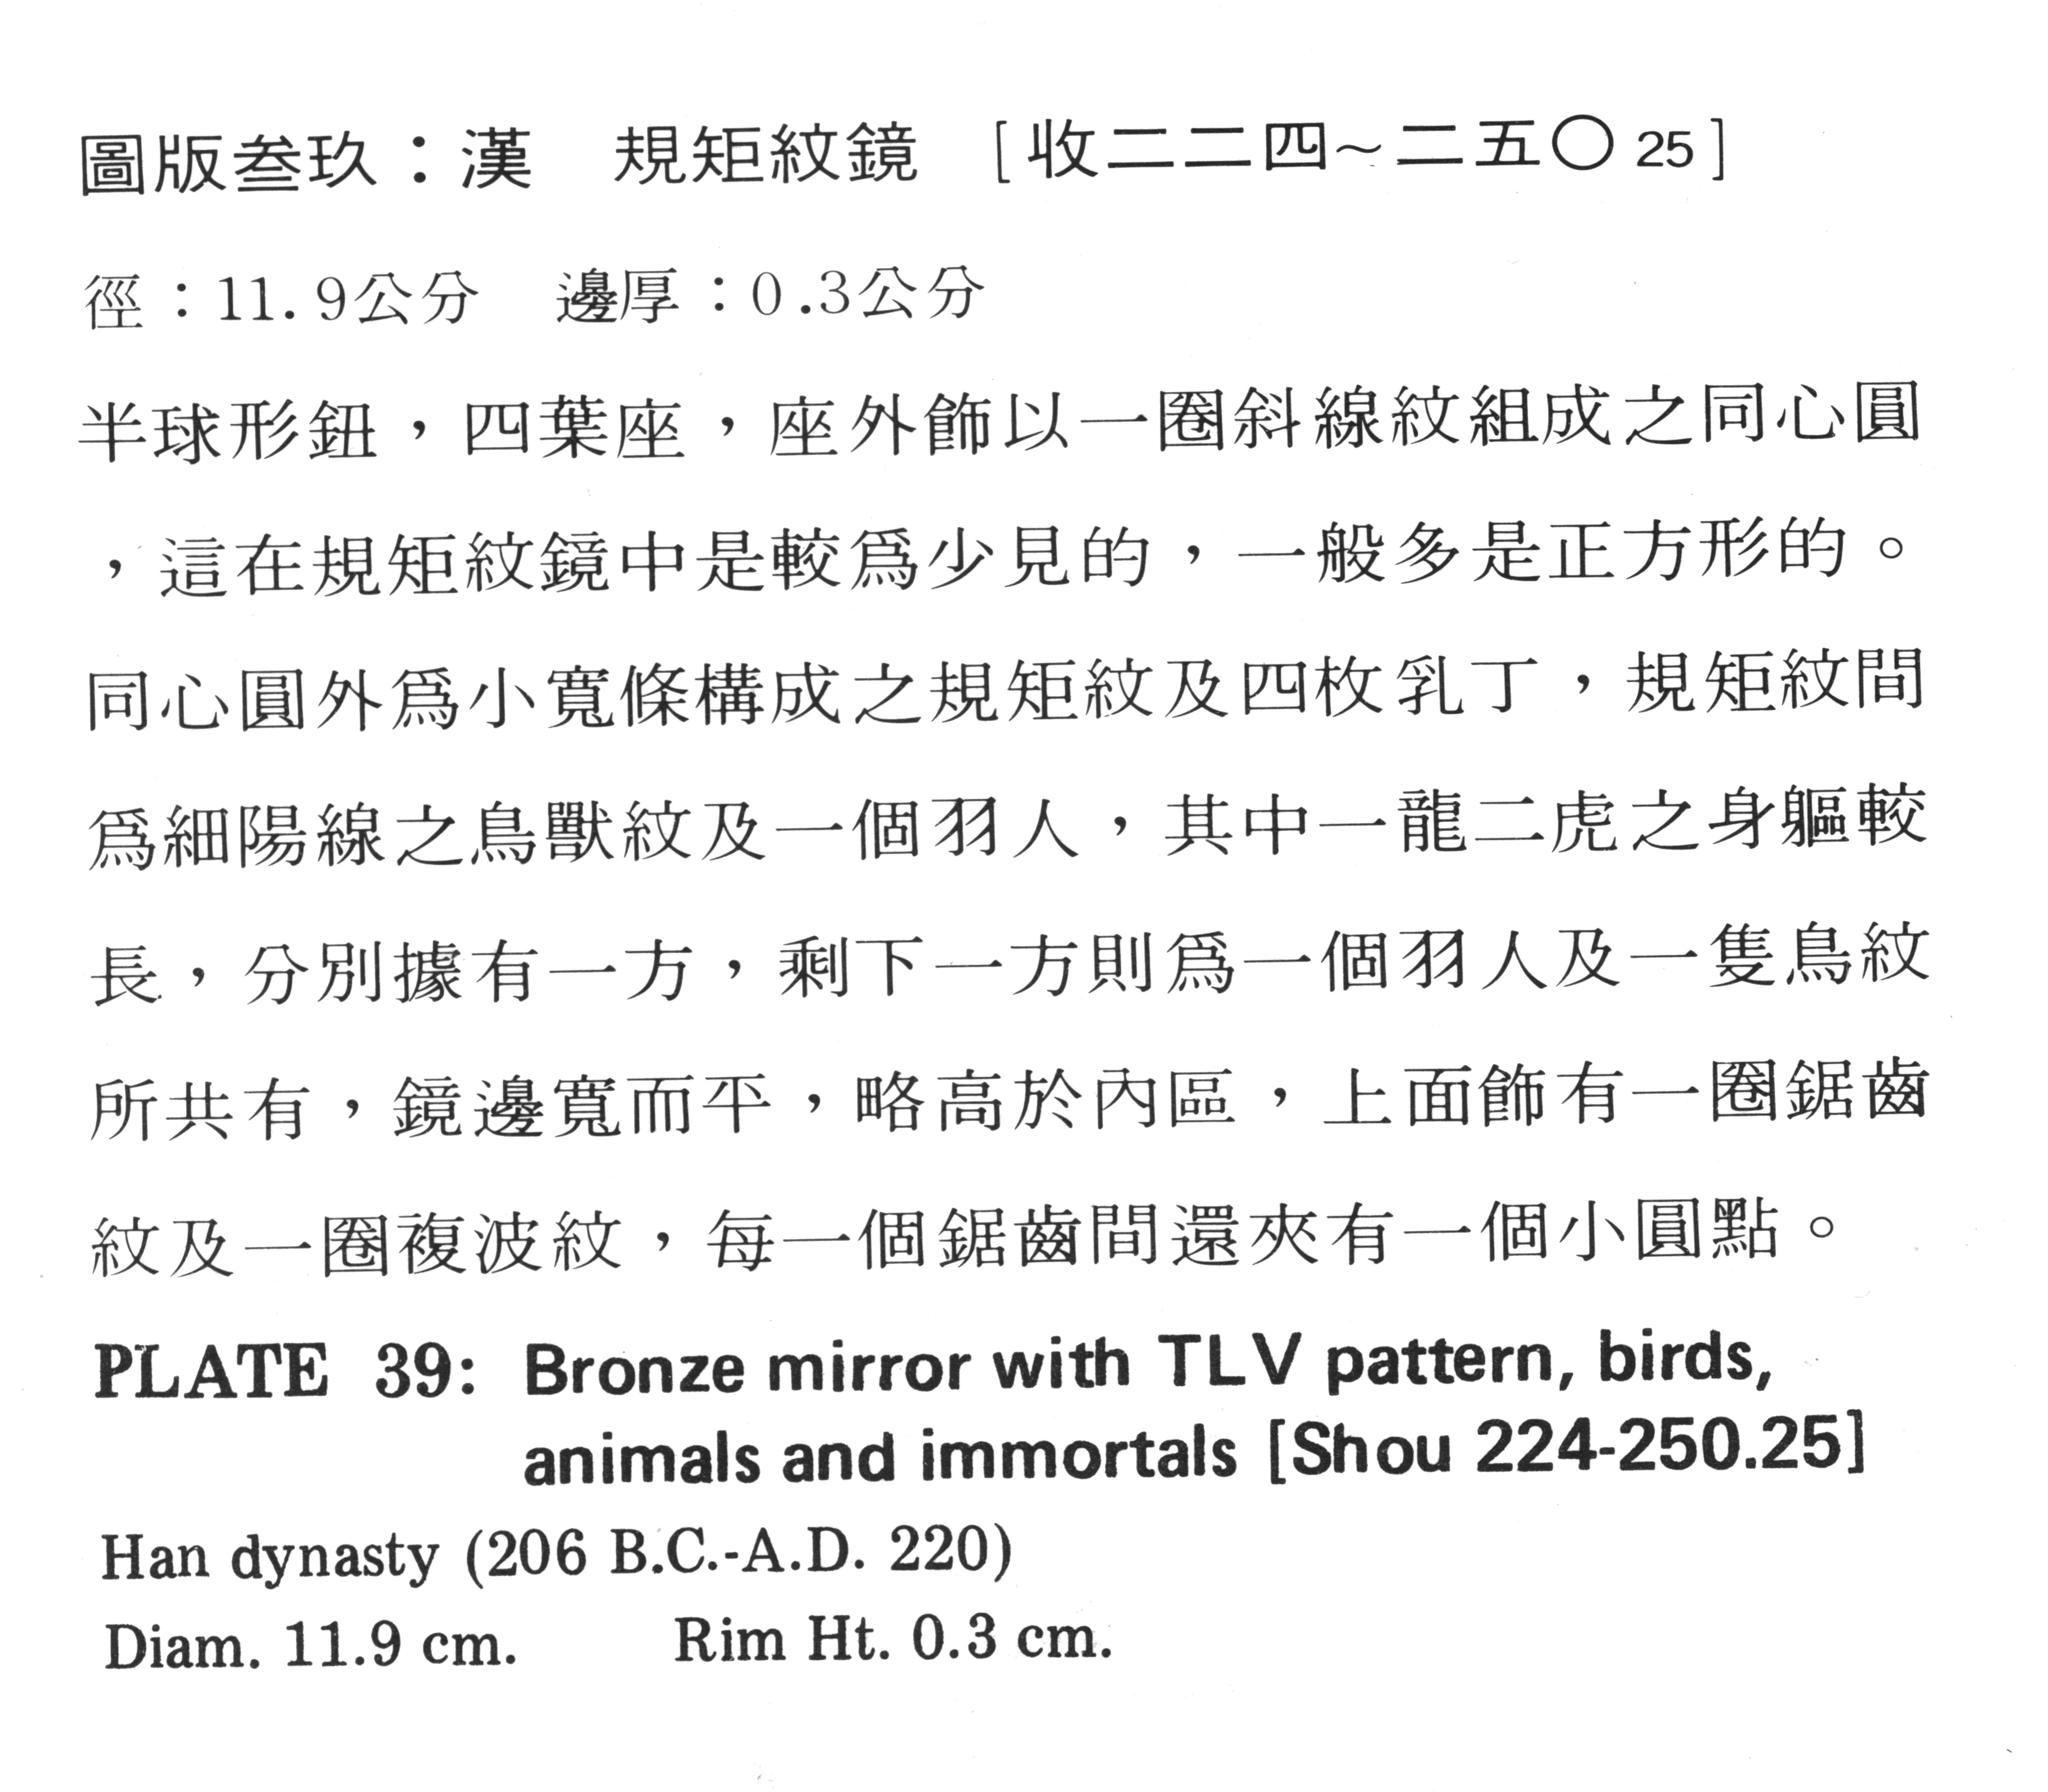 圖版叁玖：漢　規矩紋鏡　[收二二四～二五〇 25]
徑：11.9公分　邊厚：0.3公分
半球形鈕，四葉座，座外飾以一圈斜線紋組成之同心圓
，這在規矩紋鏡中是較爲少見的，一般多是正方形的。
同心圓外爲小寬條構成之規矩紋及四枚乳丁，規矩紋間
爲細陽線之鳥獸紋及一個羽人，其中一龍二虎之身軀較
長，分別據有一方，剩下一方則爲一個羽人及一隻鳥紋
所共有，鏡邊寬而平，略高於內區，上面飾有一圈鋸齒
紋及一圈複波紋，每一個鋸齒間還夾有一個小圓點。
PLATE 39: Bronze mirror with TLV pattern, birds,
animals and immortals [Shou 224-250.25]
Han dynasty (206 B.C.-A.D. 220)
Diam. 11.9 cm.　Rim Ht. 0.3 cm.